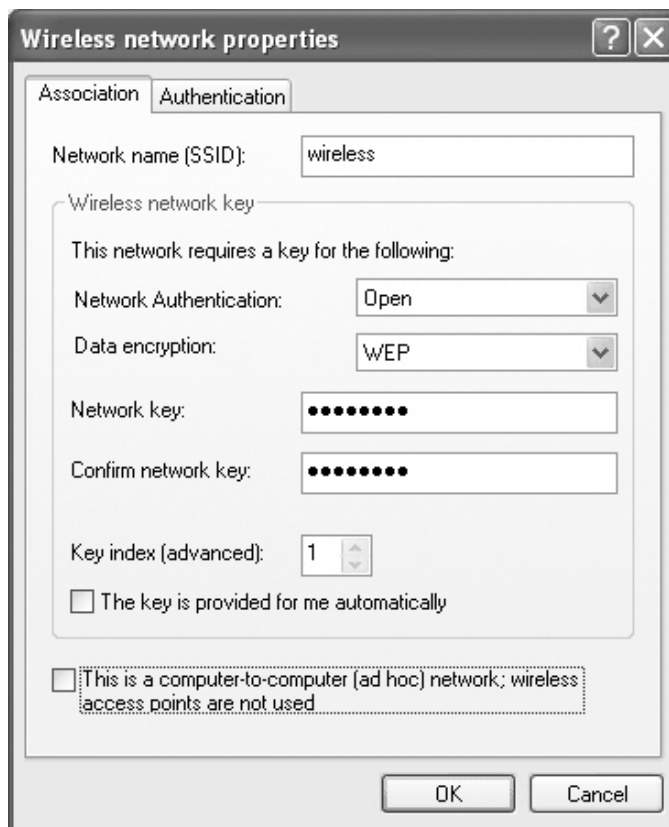 Wireless network properties
Association
Authentication
Network name (SSID):
wireless
Wireless network key
This network requires a key for the following:
Network Authentication:
Open
Data encryption:
WEP
Network key:
••••••••
Confirm network key:
••••••••
Key index (advanced):
1
The key is provided for me automatically
This is a computer-to-computer (ad hoc) network; wireless
access points are not used
OK
Cancel